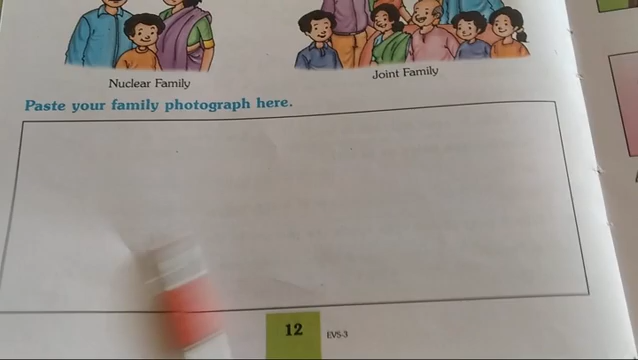 Nuclear Family
Joint Family
Paste your family photograph here.
12
EVS-3